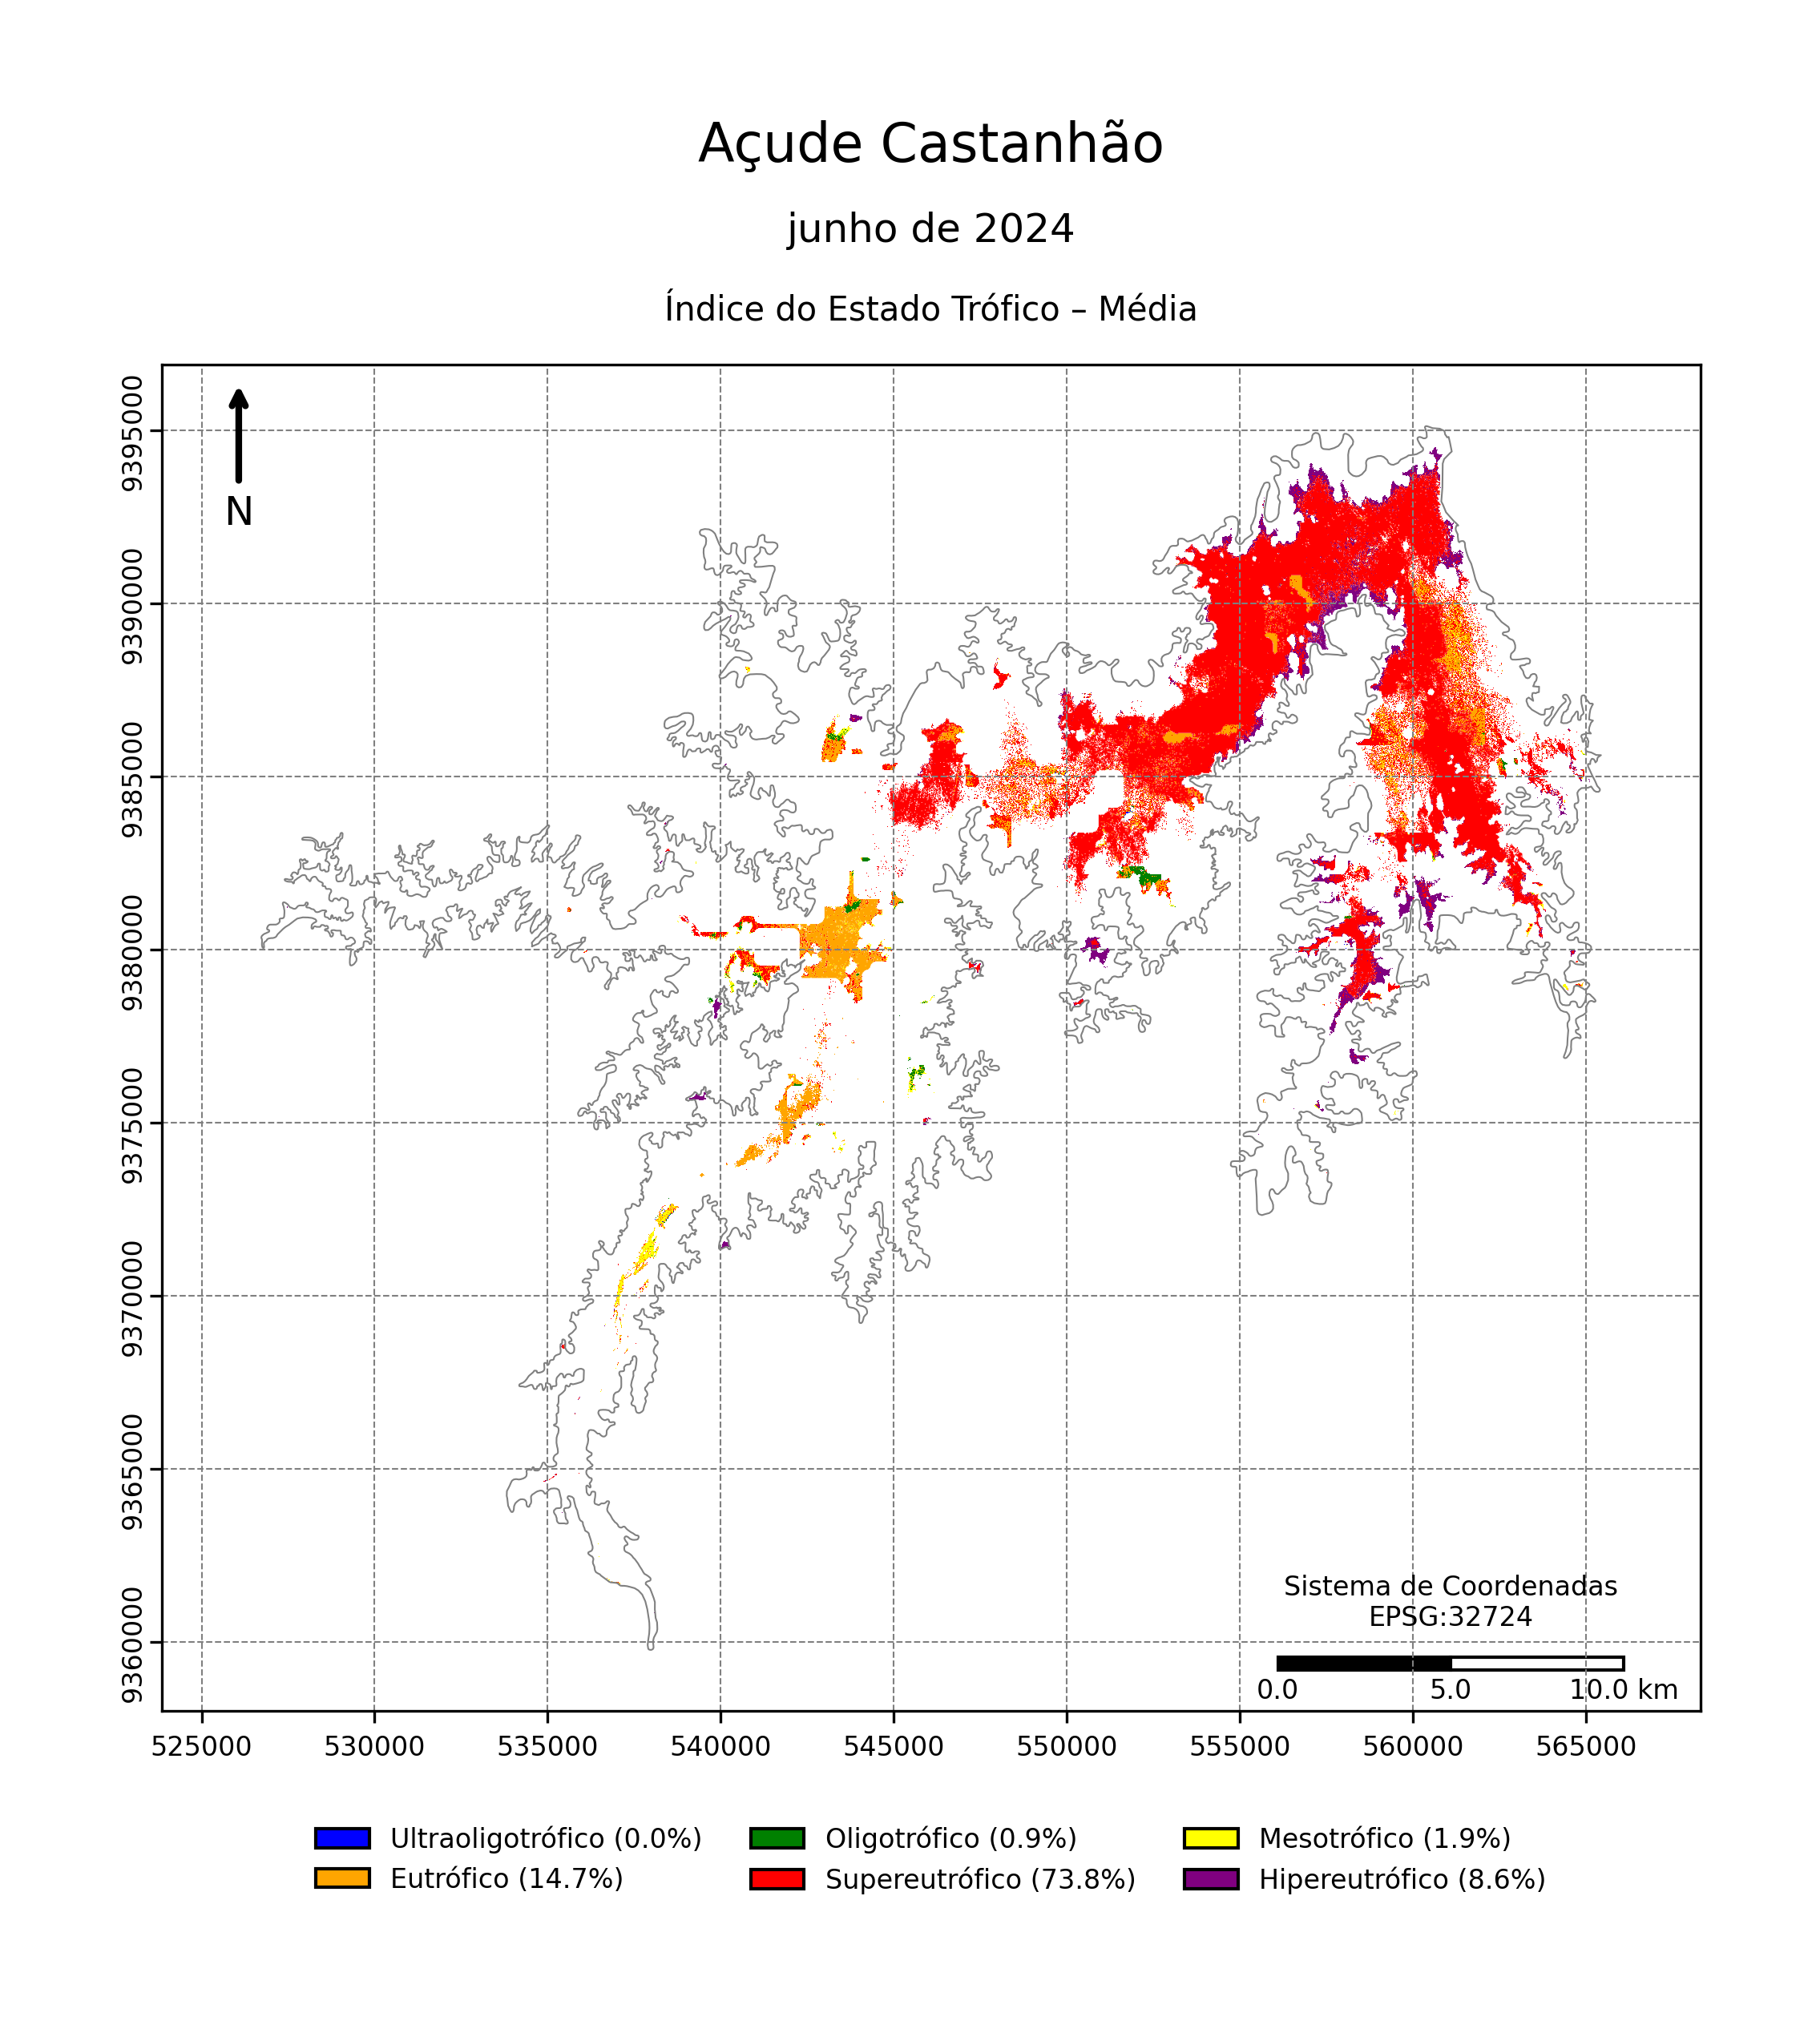 Açude Castanhão
junho de 2024
Índice do Estado Trófico – Média
N
9395000
9390000
9385000
9380000
9375000
9370000
9365000
9360000
Sistema de Coordenadas
EPSG:32724
0.0 5.0 10.0 km
525000 530000 535000 540000 545000 550000 555000 560000 565000
Ultraoligotrófico (0.0%) Oligotrófico (0.9%) Mesotrófico (1.9%)
Eutrófico (14.7%) Supereutrófico (73.8%) Hipereutrófico (8.6%)